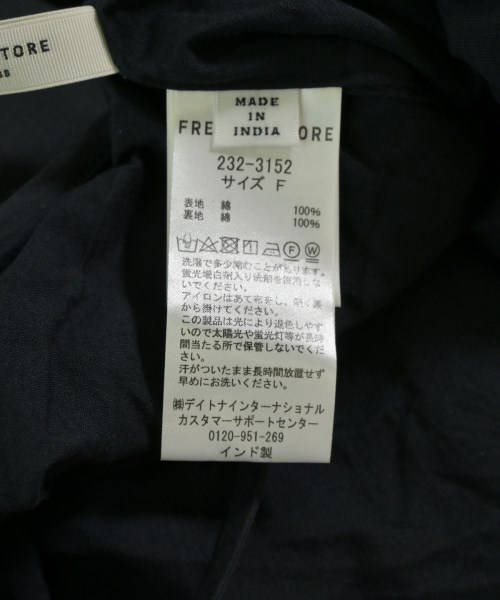 TORE
MADE
IN
INDIA
FRE
ORE
232-3152
サイズ F
表地 綿 100%
裏地 綿 100%
洗濯で多少縮むことがあります。
蛍光増白剤入り洗剤を使用しな
いでください。
アイロンはあて布をし、軽く裏
から掛けてください。
この製品は光により退色しやす
いので太陽光や蛍光灯等が長時
間当たる所で保管しないでくだ
さい。
汗がついたまま長時間放置せず
早めにお洗いください。
㈱デイトナインターナショナル
カスタマーサポートセンター
0120-951-269
インド製